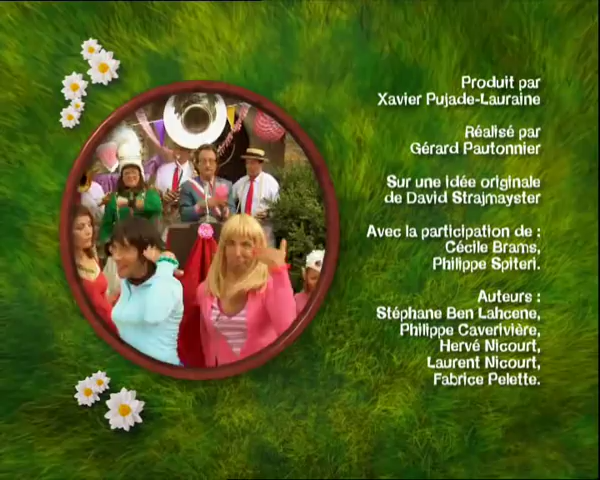 Produit par
Xavier Pujade-Lauraine
Réalisé par
Gérard Pautonnier
Sur une idée originale
de David Strajmayster
Avec la participation de :
Cécile Brams,
Philippe Spiteri.
Auteurs :
Stéphane Ben Lahcene,
Philippe Caverivière,
Hervé Nicourt,
Laurent Nicourt,
Fabrice Pelette.